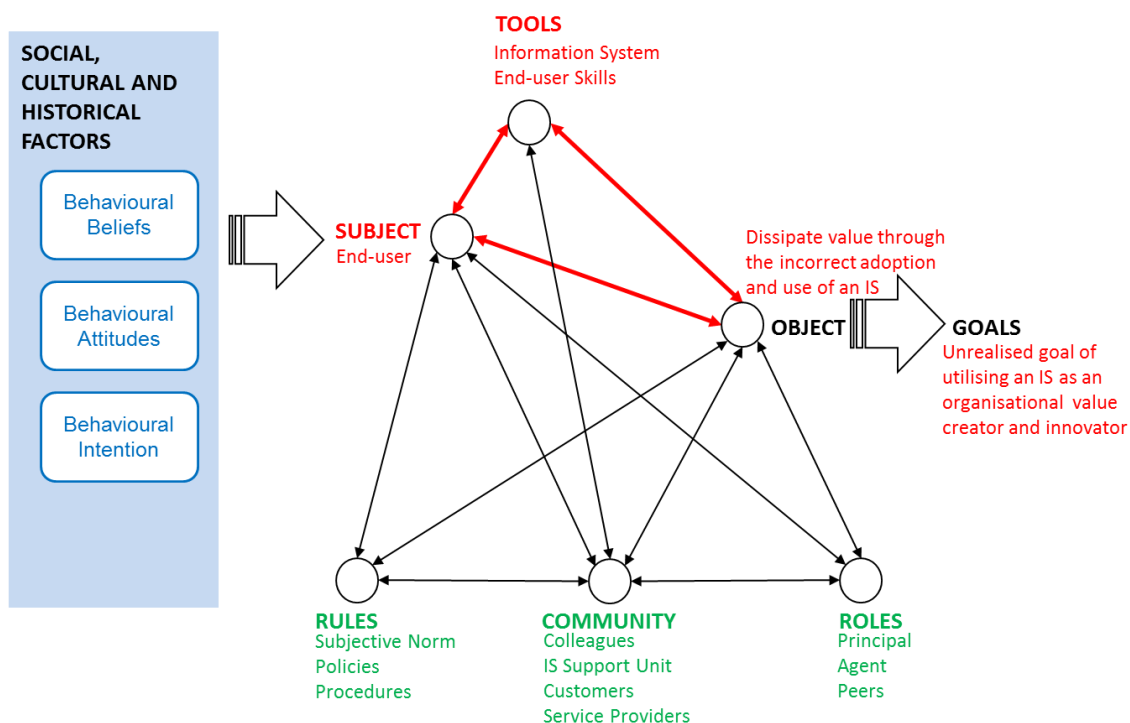 SOCIAL,
CULTURAL AND
HISTORICAL
FACTORS
Behavioural
Beliefs
Behavioural
Attitudes
Behavioural
Intention
TOOLS
Information System
End-user Skills
SUBJECT
End-user
Dissipate value through
the incorrect adoption
and use of an IS
OBJECT
GOALS
Unrealised goal of
utilising an IS as an
organisational value
creator and innovator
RULES
Subjective Norm
Policies
Procedures
COMMUNITY
Colleagues
IS Support Unit
Customers
Service Providers
ROLES
Principal
Agent
Peers